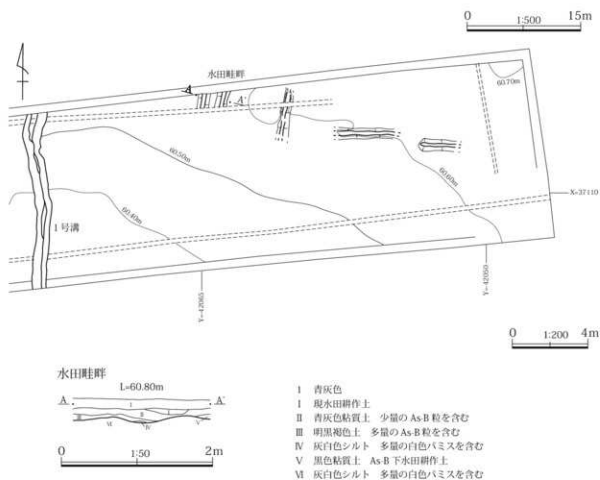 0 1:500 15m
水田畦畔
A A'
60.70m
60.50m
60.60m
X=37110
60.40m
1号溝
Y=-42065
Y=-42050
0 1:200 4m
水田畦畔
L=60.80m
A A'
I
I
II
III
VI
IV
V
0 1:50 2m
I 青灰色
I 現水田耕作土
II 青灰色粘質土 少量のAs-B粒を含む
III 明黒褐色土 多量のAs-B粒を含む
IV 灰白色シルト 多量の白色パミスを含む
V 黒色粘質土 As-B下水田耕作土
VI 灰白色シルト 多量の白色パミスを含む